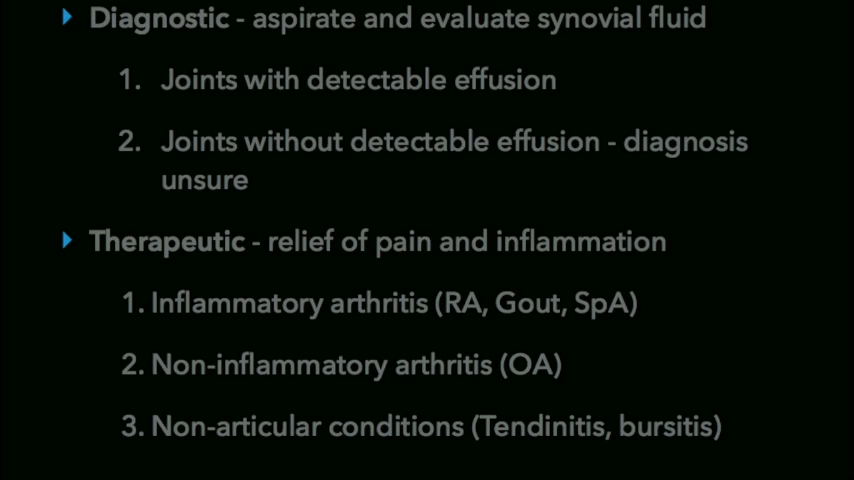 Diagnostic - aspirate and evaluate synovial fluid
1. Joints with detectable effusion
2. Joints without detectable effusion - diagnosis
unsure
Therapeutic - relief of pain and inflammation
1. Inflammatory arthritis (RA, Gout, SpA)
2. Non-inflammatory arthritis (OA)
3. Non-articular conditions (Tendinitis, bursitis)